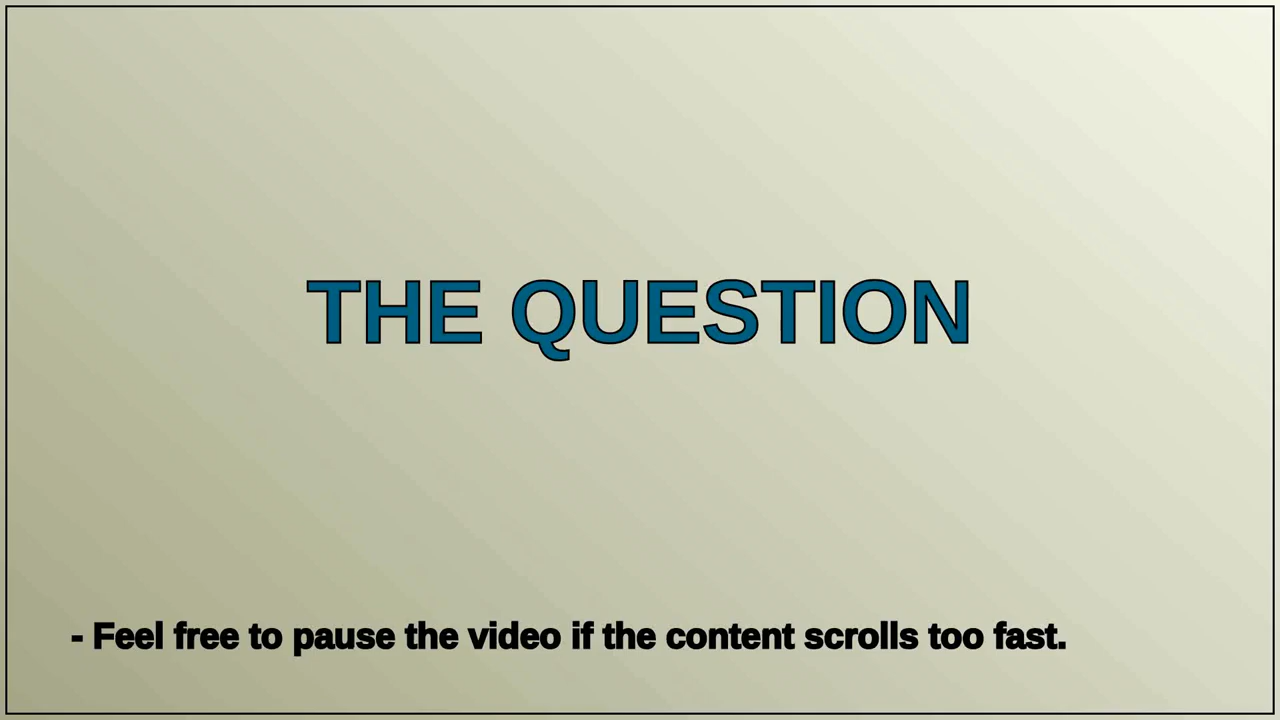 THE QUESTION
- Feel free to pause the video if the content scrolls too fast.